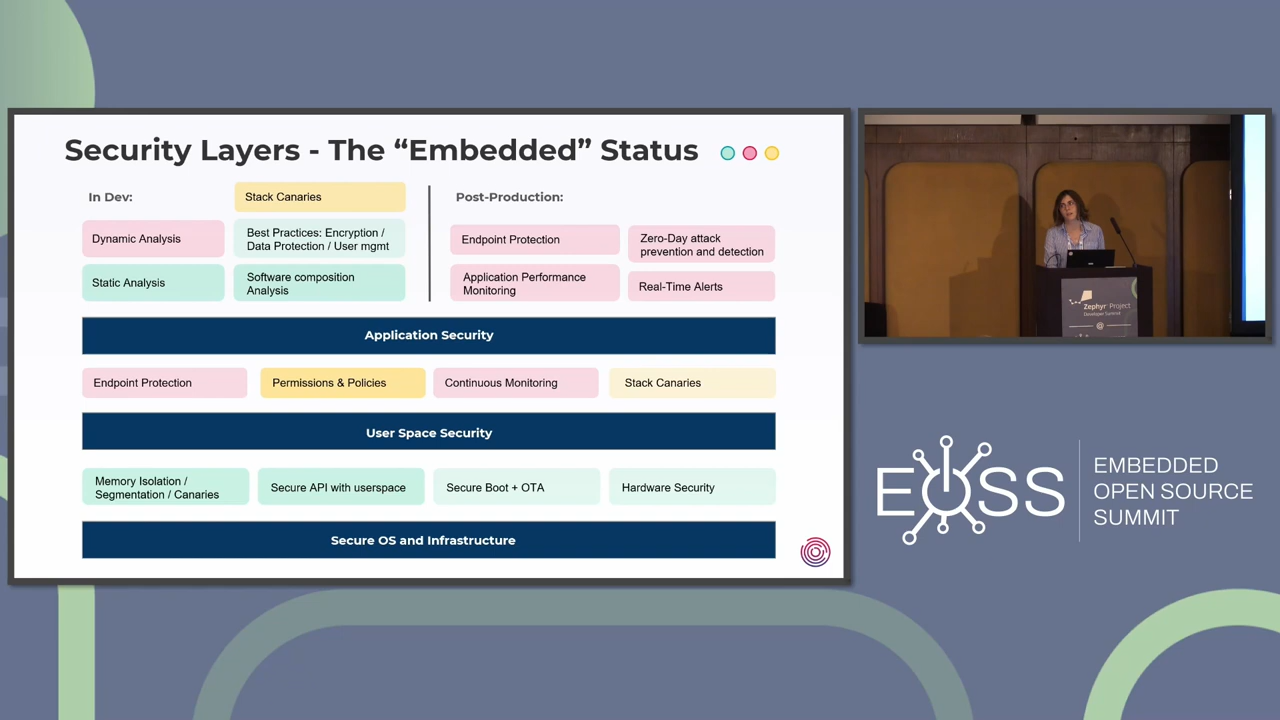 Security Layers - The “Embedded” Status
In Dev:
Stack Canaries
Post-Production:
Dynamic Analysis
Best Practices: Encryption /
Data Protection / User mgmt
Endpoint Protection
Zero-Day attack
prevention and detection
Static Analysis
Software composition
Analysis
Application Performance
Monitoring
Real-Time Alerts
Application Security
Endpoint Protection
Permissions & Policies
Continuous Monitoring
Stack Canaries
User Space Security
Memory Isolation /
Segmentation / Canaries
Secure API with userspace
Secure Boot + OTA
Hardware Security
Secure OS and Infrastructure
Zephyr Project
Developer Summit
@
EOSS
EMBEDDED
OPEN SOURCE
SUMMIT